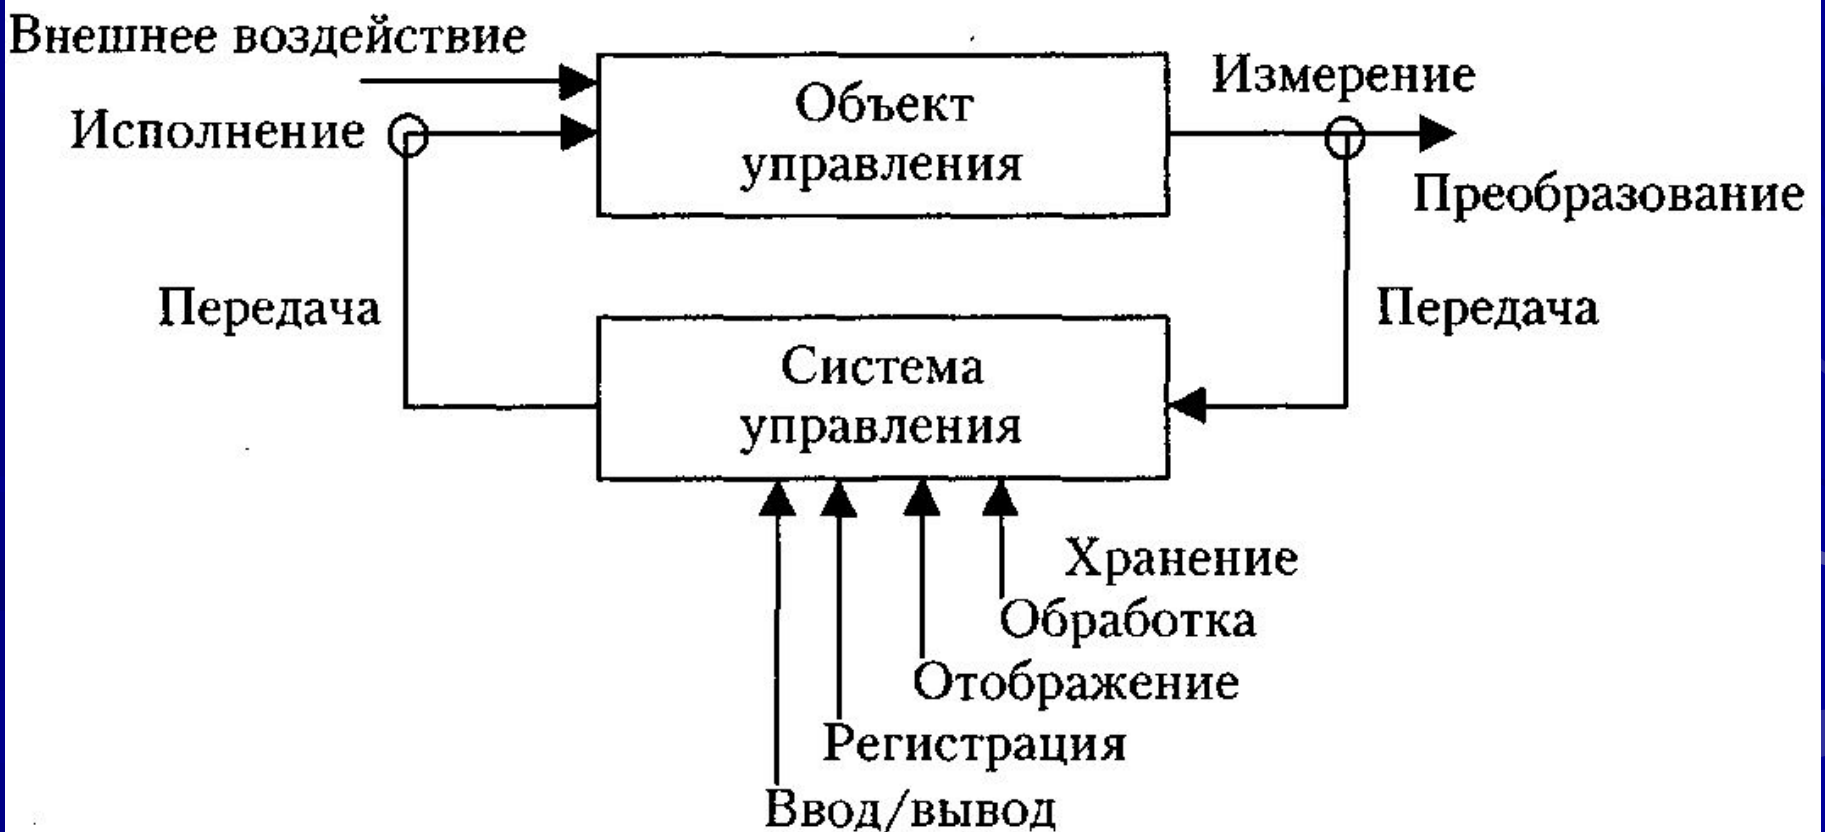 Внешнее воздействие
Исполнение
Объект
управления
Измерение
Преобразование
Передача
Передача
Система
управления
Хранение
Обработка
Отображение
Регистрация
Ввод/вывод